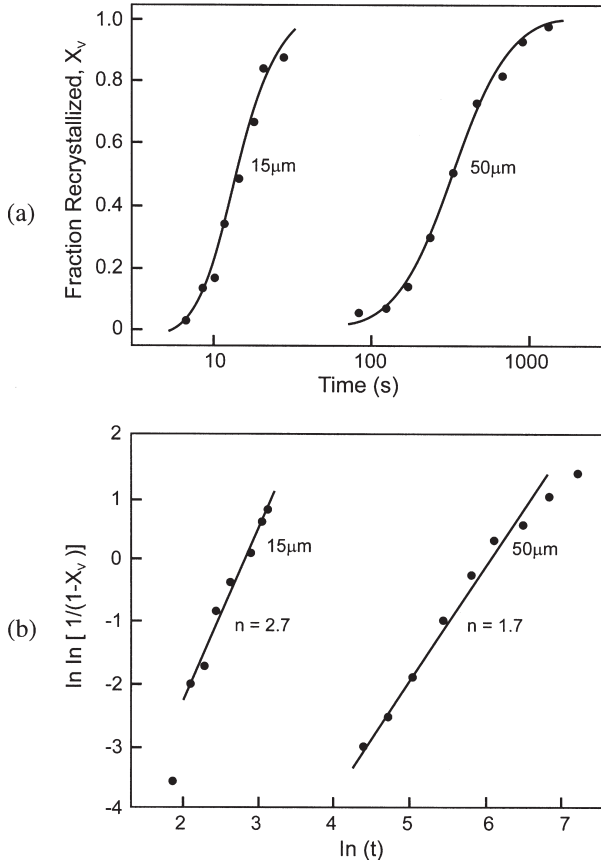 (a)
Fraction Recrystallized, Xv
1.0
0.8
0.6
0.4
0.2
0
15μm
50μm
10
100
1000
Time (s)
(b)
ln ln [ 1/(1-Xv )]
2
1
0
-1
-2
-3
-4
15μm
n = 2.7
50μm
n = 1.7
2
3
4
5
6
7
ln (t)